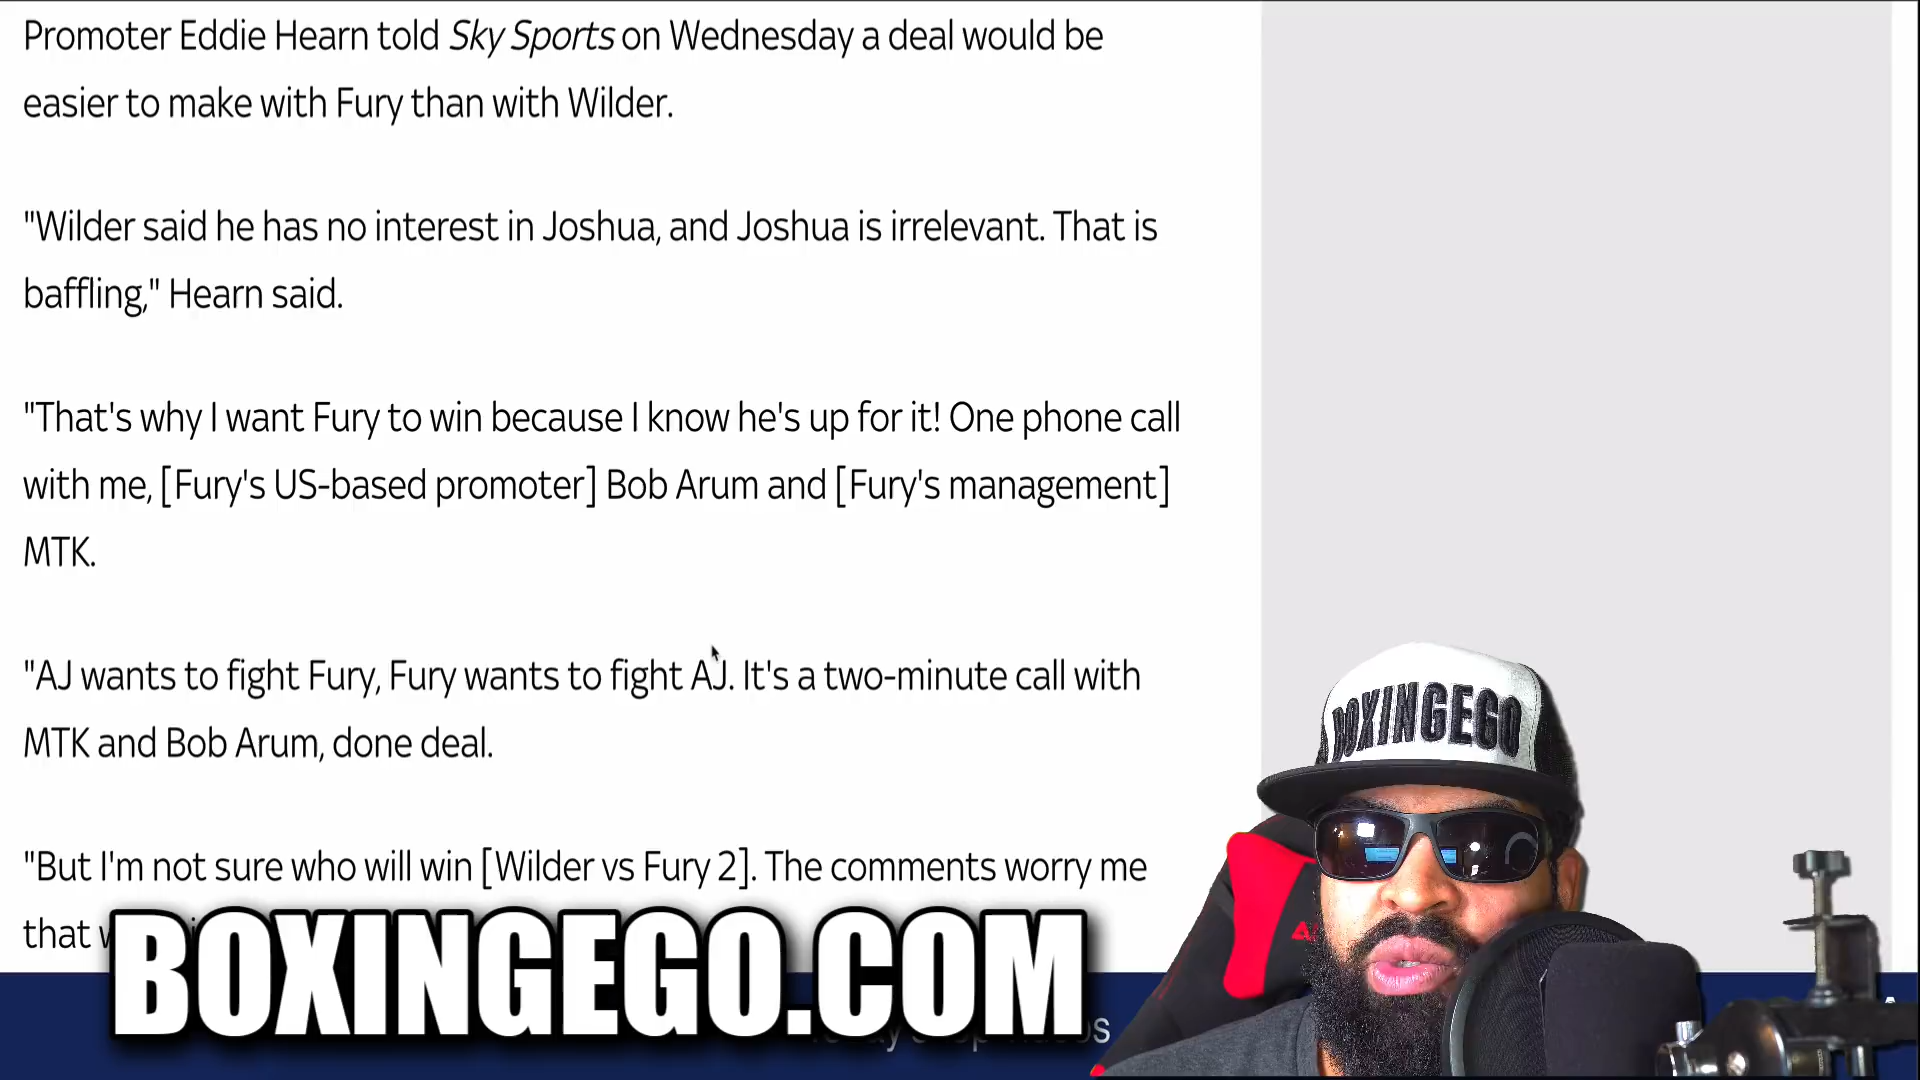 Promoter Eddie Hearn told Sky Sports on Wednesday a deal would be
easier to make with Fury than with Wilder.
"Wilder said he has no interest in Joshua, and Joshua is irrelevant. That is
baffling," Hearn said.
"That's why I want Fury to win because I know he's up for it! One phone call
with me, [Fury's US-based promoter] Bob Arum and [Fury's management]
MTK.
"AJ wants to fight Fury, Fury wants to fight AJ. It's a two-minute call with
MTK and Bob Arum, done deal.
"But I'm not sure who will win [Wilder vs Fury 2]. The comments worry me
that
BOXINGEGO.COM
BOXINGEGO